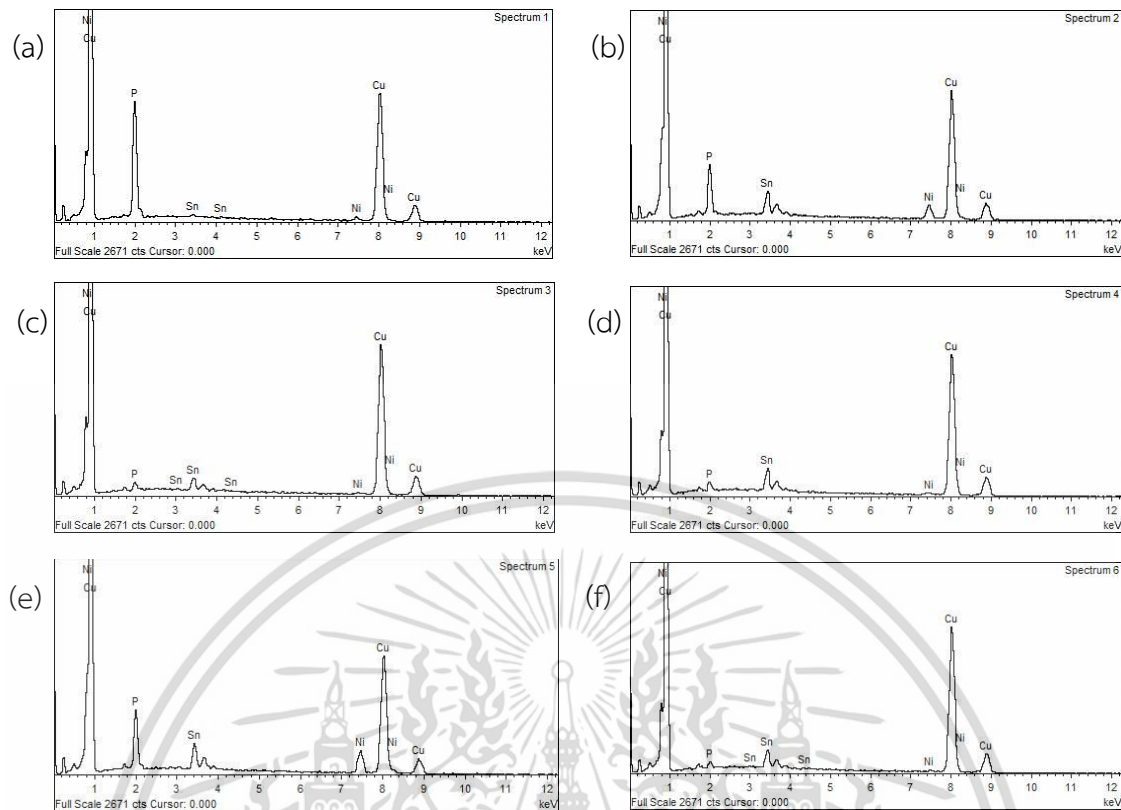 (a)
Spectrum 1
Ni
Cu
P
Cu
Sn
Sn
Ni
Ni
Cu
1 2 3 4 5 6 7 8 9 10 11 12
Full Scale 2671 cts Cursor: 0.000
keV
(b)
Spectrum 2
Ni
Cu
P
Sn
Cu
Ni
Ni
Cu
1 2 3 4 5 6 7 8 9 10 11 12
Full Scale 2671 cts Cursor: 0.000
keV
(c)
Spectrum 3
Ni
Cu
P
Sn
Sn
Sn
Cu
Ni
Ni
Cu
1 2 3 4 5 6 7 8 9 10 11 12
Full Scale 2671 cts Cursor: 0.000
keV
(d)
Spectrum 4
Ni
Cu
P
Sn
Cu
Ni
Ni
Cu
1 2 3 4 5 6 7 8 9 10 11 12
Full Scale 2671 cts Cursor: 0.000
keV
(e)
Spectrum 5
Ni
Cu
P
Sn
Ni
Cu
Ni
Cu
1 2 3 4 5 6 7 8 9 10 11 12
Full Scale 2671 cts Cursor: 0.000
keV
(f)
Spectrum 6
Ni
Cu
P
Sn
Sn
Sn
Cu
Ni
Ni
Cu
1 2 3 4 5 6 7 8 9 10 11 12
Full Scale 2671 cts Cursor: 0.000
keV